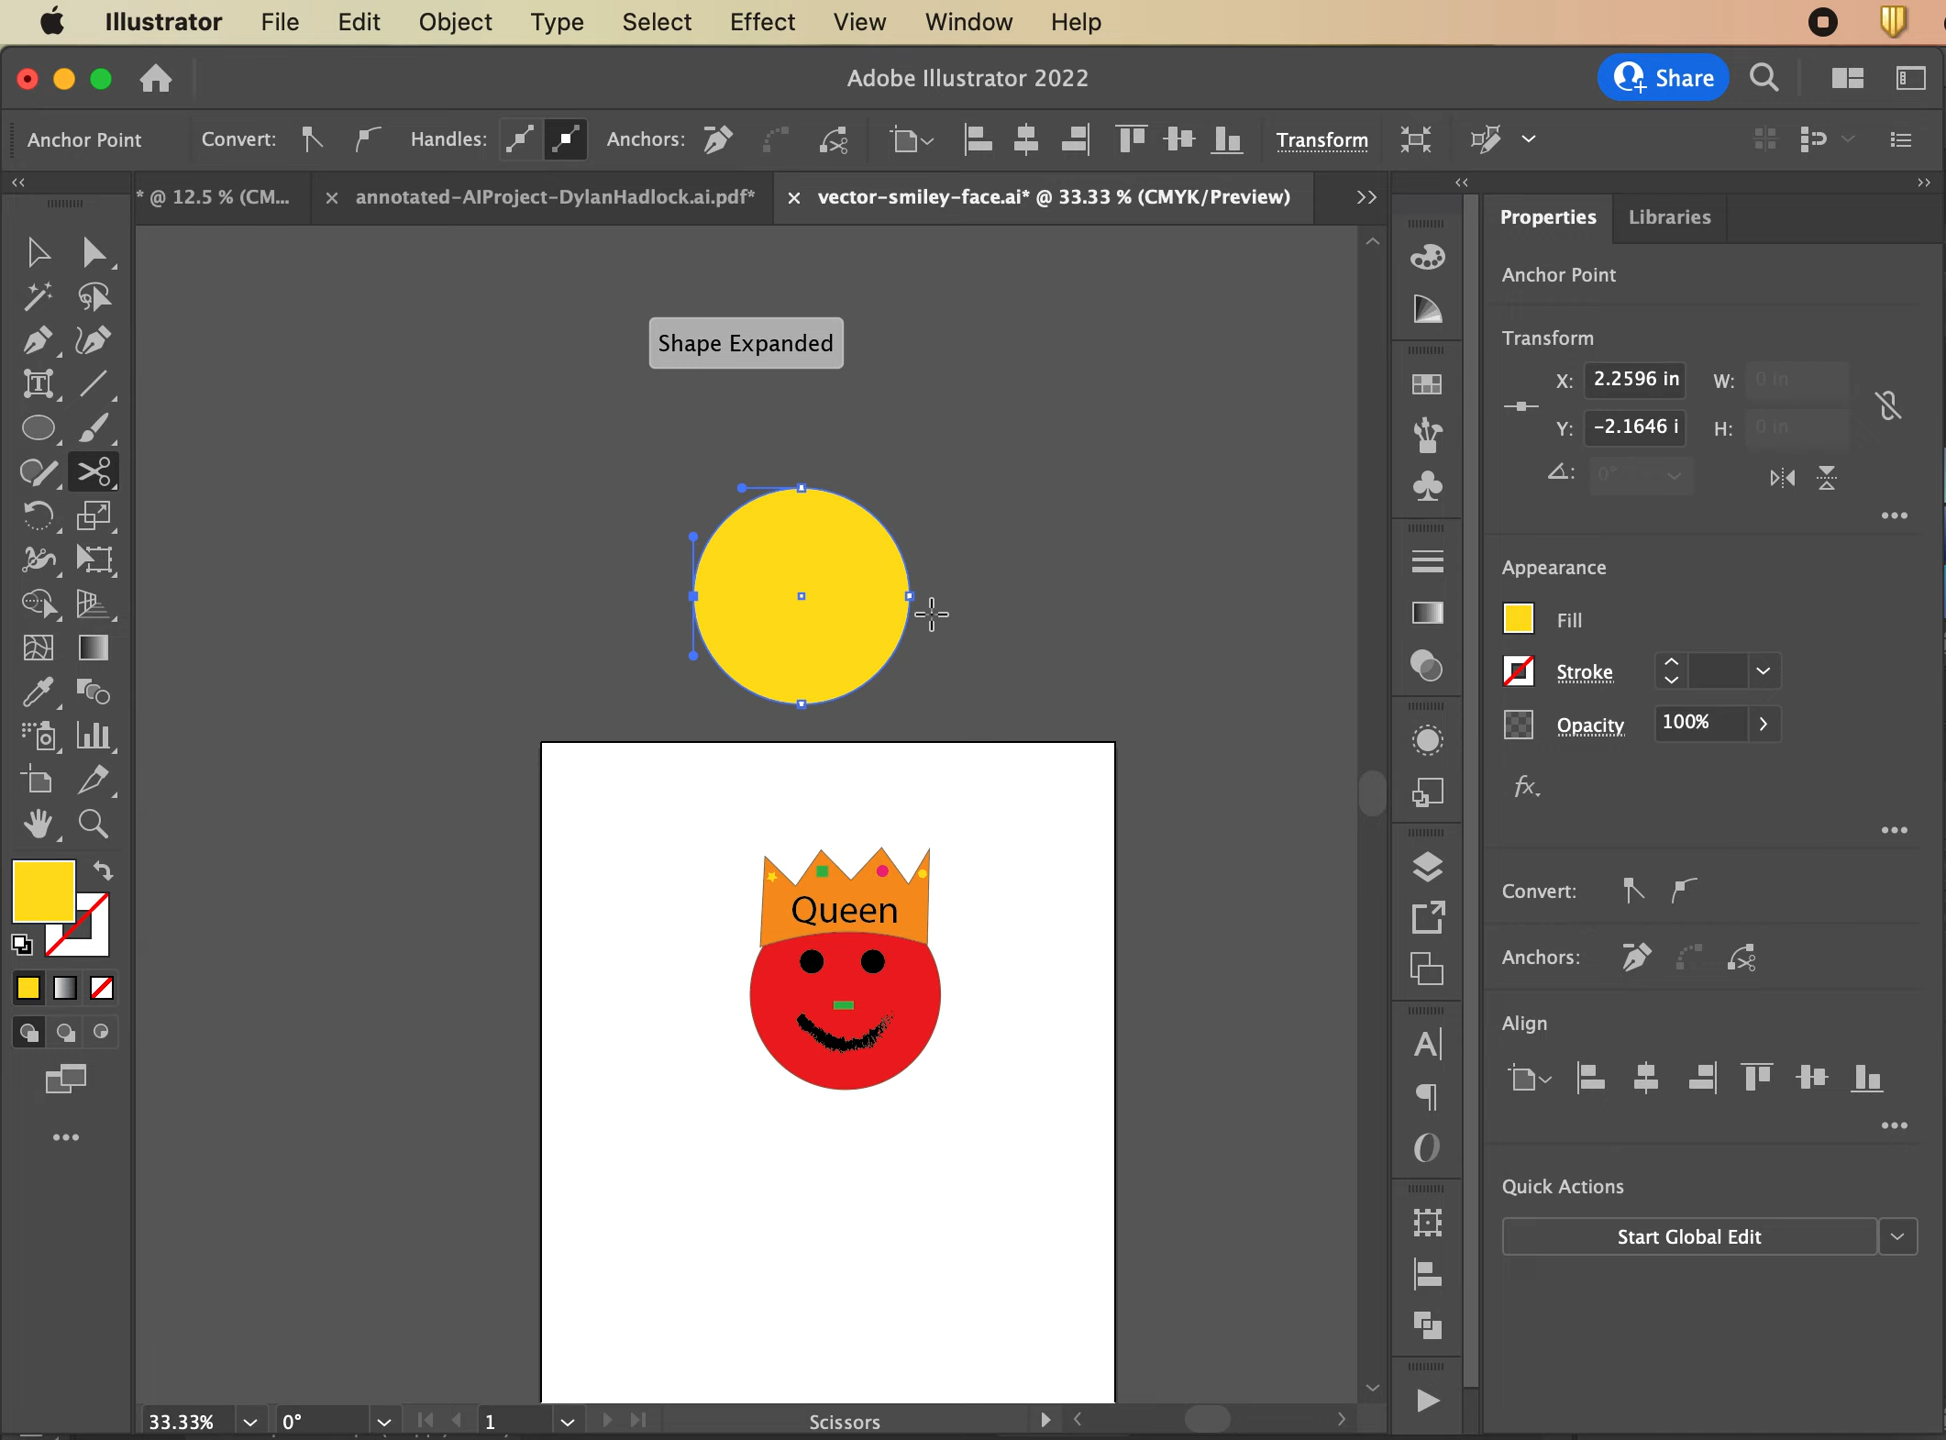 Illustrator File Edit Object Type Select Effect View Window Help
Adobe Illustrator 2022
Share
Anchor Point Convert: Handles: Anchors: Transform
* @ 12.5 % (CM... × annotated-AIProject-DylanHadlock.ai.pdf* × vector-smiley-face.ai* @ 33.33 % (CMYK/Preview)
Properties Libraries
Anchor Point
Transform
X: 2.2596 in W: 0 in
Y: -2.1646 i H: 0 in
0°
Appearance
Fill
Stroke
Opacity 100%
fx
Convert:
Anchors:
Align
Quick Actions
Start Global Edit
Shape Expanded
Queen
33.33% 0° 1 Scissors